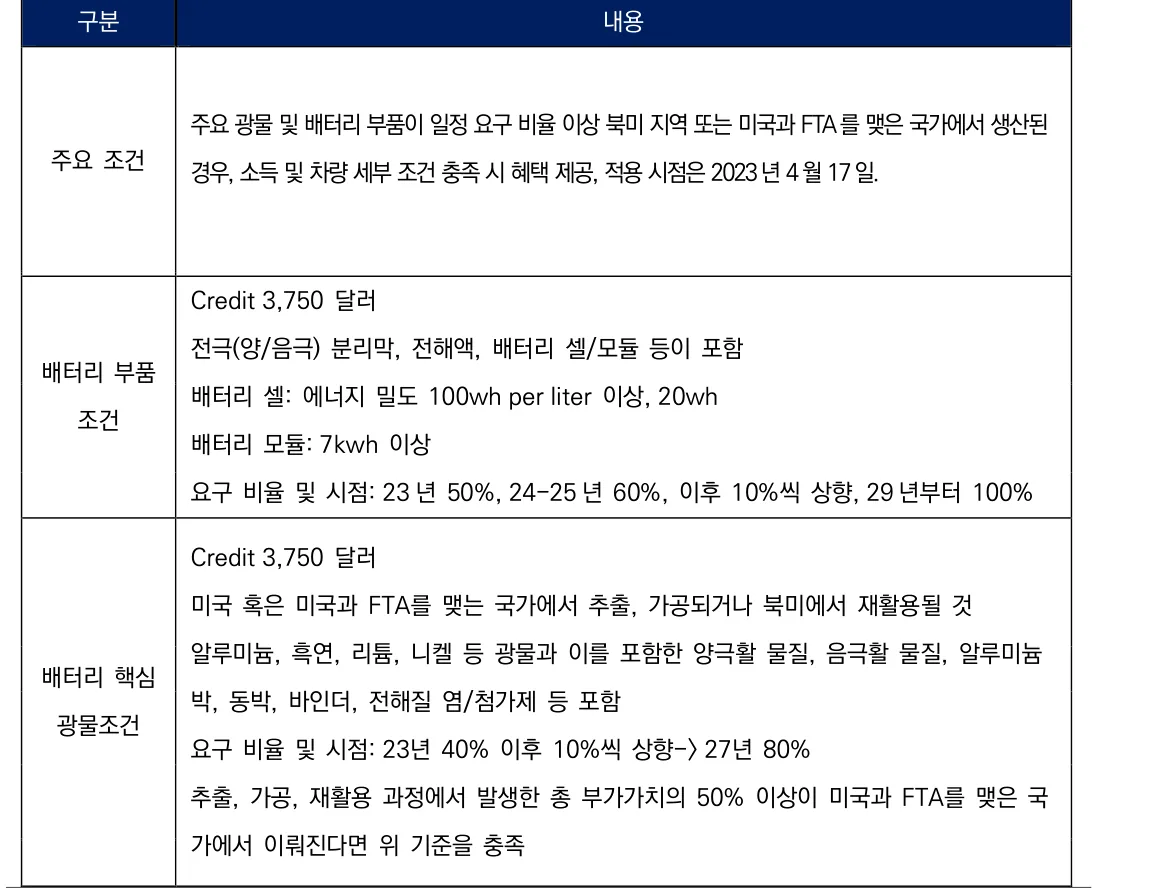 구분
내용
주요 조건
주요 광물 및 배터리 부품이 일정 요구 비율 이상 북미 지역 또는 미국과 FTA를 맺은 국가에서 생산된
경우, 소득 및 차량 세부 조건 충족 시 혜택 제공, 적용 시점은 2023년 4월 17일.
배터리 부품
조건
Credit 3,750 달러
전극(양/음극) 분리막, 전해액, 배터리 셀/모듈 등이 포함
배터리 셀: 에너지 밀도 100wh per liter 이상, 20wh
배터리 모듈: 7kwh 이상
요구 비율 및 시점: 23년 50%, 24-25년 60%, 이후 10%씩 상향, 29년부터 100%
배터리 핵심
광물조건
Credit 3,750 달러
미국 혹은 미국과 FTA를 맺는 국가에서 추출, 가공되거나 북미에서 재활용될 것
알루미늄, 흑연, 리튬, 니켈 등 광물과 이를 포함한 양극활 물질, 음극활 물질, 알루미늄
박, 동박, 바인더, 전해질 염/첨가제 등 포함
요구 비율 및 시점: 23년 40% 이후 10%씩 상향-> 27년 80%
추출, 가공, 재활용 과정에서 발생한 총 부가가치의 50% 이상이 미국과 FTA를 맺은 국
가에서 이뤄진다면 위 기준을 충족